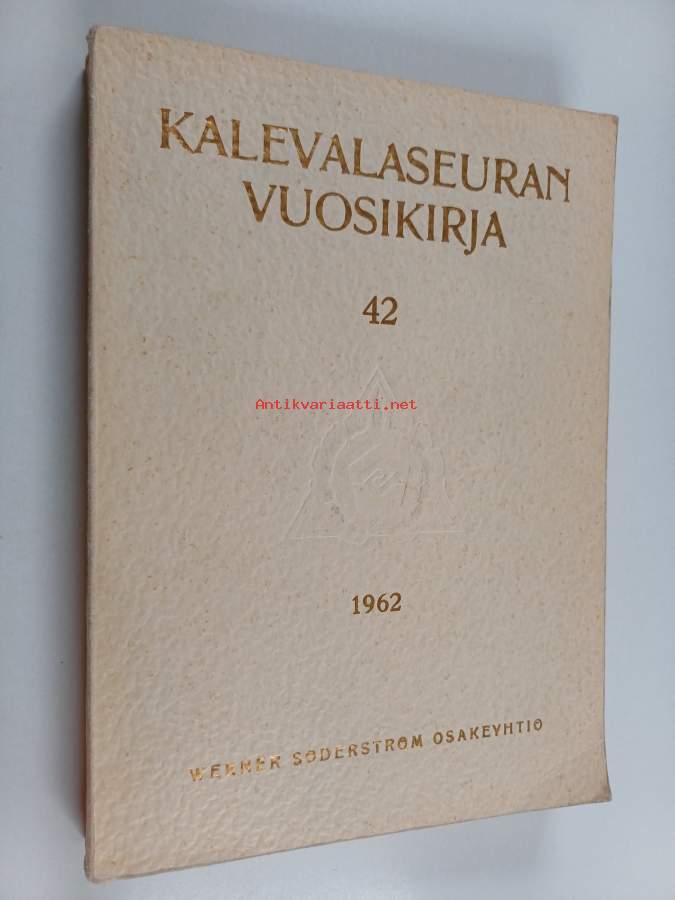 KALEVALASEURAN
VUOSIKIRJA
42
Antikvariaatti.net
1962
WERNER SÖDERSTRÖM OSAKEYHTIÖ